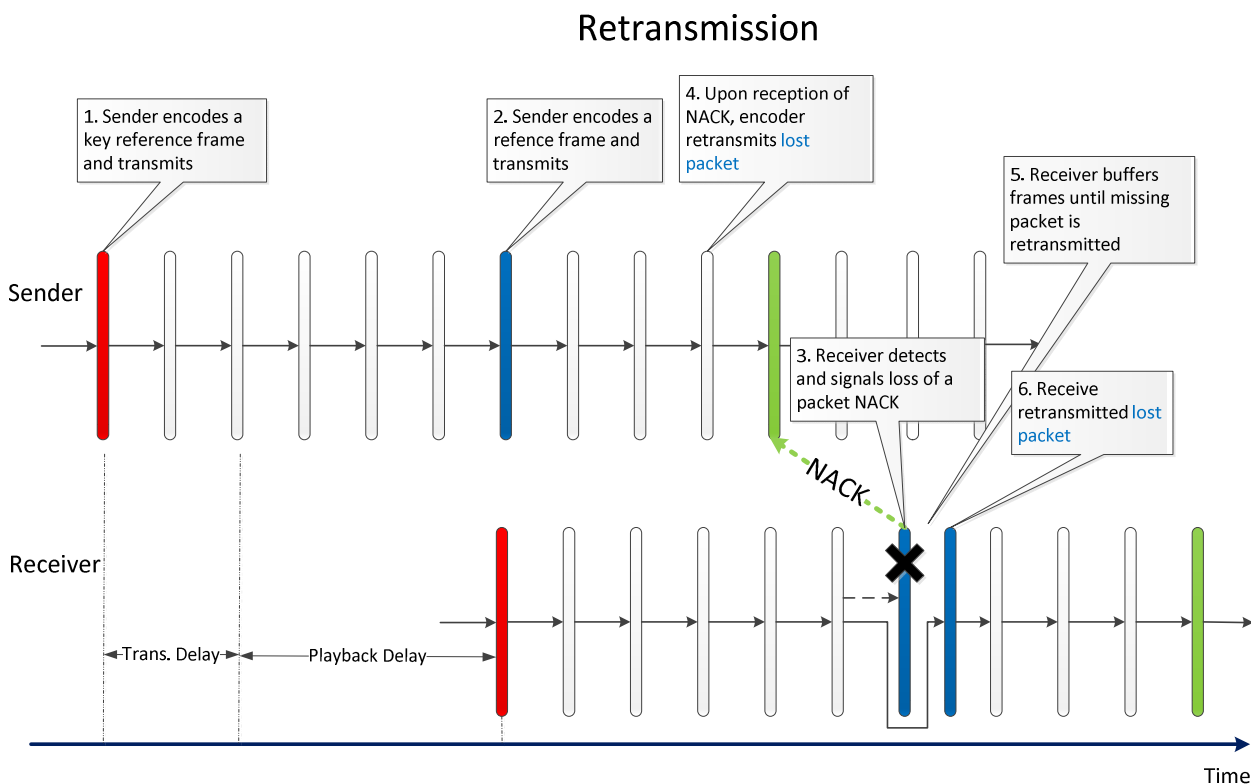 Retransmission
1. Sender encodes a
key reference frame
and transmits
2. Sender encodes a
refence frame and
transmits
4. Upon reception of
NACK, encoder
retransmits lost
packet
5. Receiver buffers
frames until missing
packet is
retransmitted
Sender
3. Receiver detects
and signals loss of a
packet NACK
6. Receive
retransmitted lost
packet
NACK
Receiver
Trans. Delay
Playback Delay
Time